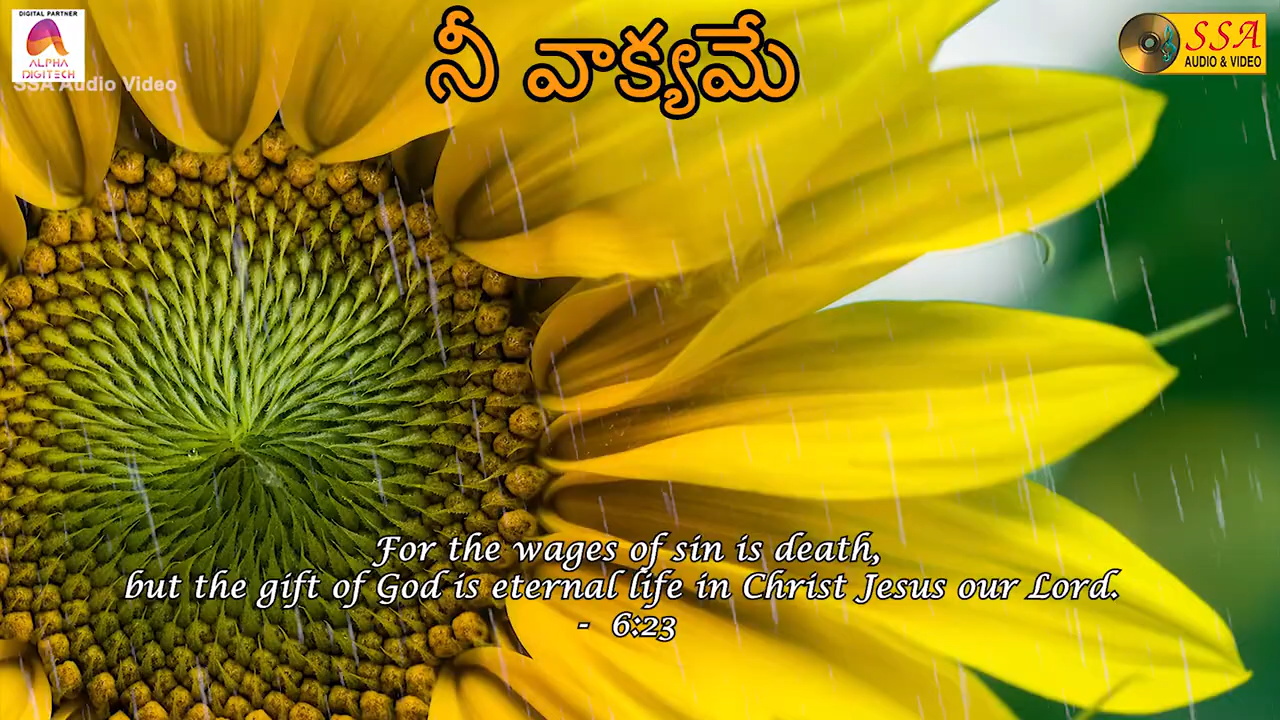 DIGITAL PARTNER
ALPHA
DIGITECH
SSA Audio Video
నీ వాక్యమే
SSA
AUDIO & VIDEO
For the wages of sin is death,
but the gift of God is eternal life in Christ Jesus our Lord.
- 6:23